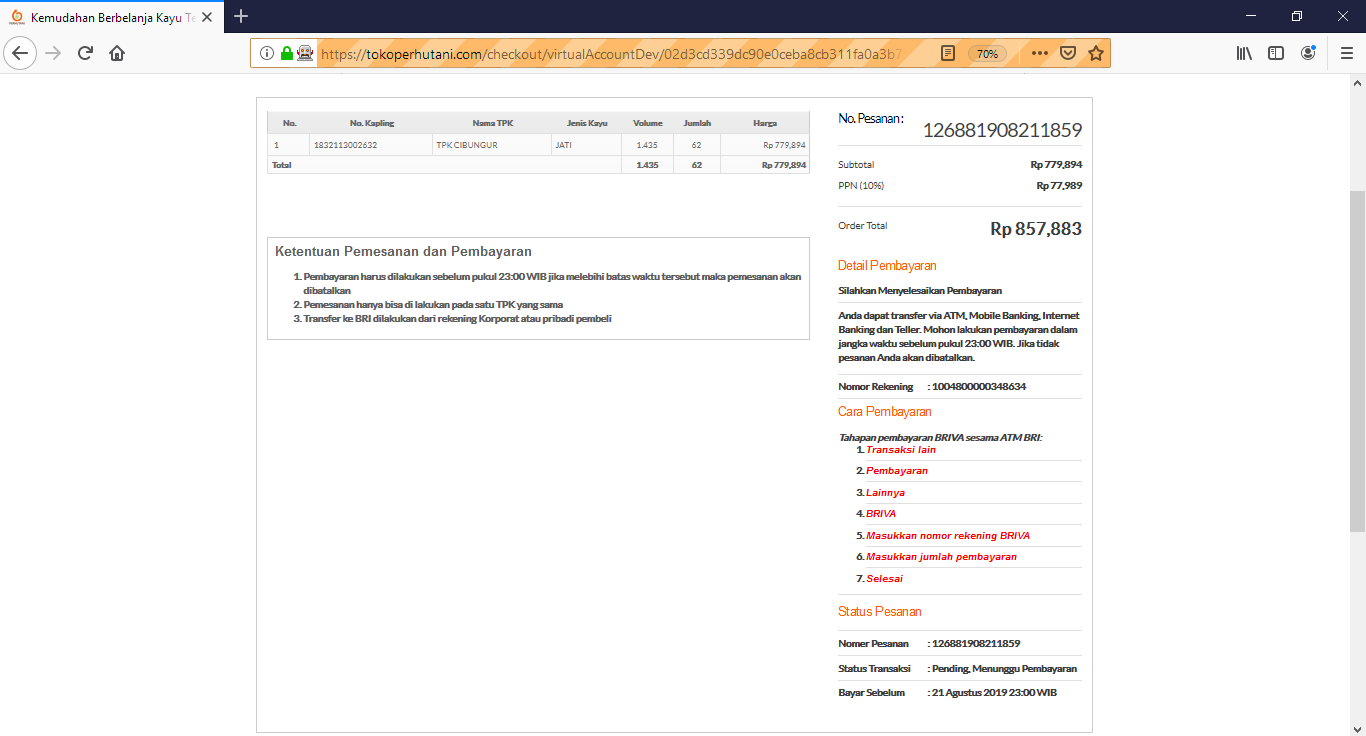 Kemudahan Berbelanja Kayu Te
https://tokoperhutani.com/checkout/virtualAccountDev/02d3cd339dc90e0ceba8cb311fa0a3b7
70%
No. No. Kapling Nama TPK Jenis Kayu Volume Jumlah Harga
1 1832113002632 TPK CIBUNGUR JATI 1.435 62 Rp 779,894
Total 1.435 62 Rp 779,894
Ketentuan Pemesanan dan Pembayaran
1. Pembayaran harus dilakukan sebelum pukul 23:00 WIB jika melebihi batas waktu tersebut maka pemesanan akan
dibatalkan
2. Pemesanan hanya bisa di lakukan pada satu TPK yang sama
3. Transfer ke BRI dilakukan dari rekening Korporat atau pribadi pembeli
No. Pesanan :
126881908211859
Subtotal Rp 779,894
PPN (10%) Rp 77,989
Order Total Rp 857,883
Detail Pembayaran
Silahkan Menyelesaikan Pembayaran
Anda dapat transfer via ATM, Mobile Banking, Internet
Banking dan Teller. Mohon lakukan pembayaran dalam
jangka waktu sebelum pukul 23:00 WIB. Jika tidak
pesanan Anda akan dibatalkan.
Nomor Rekening : 1004800000348634
Cara Pembayaran
Tahapan pembayaran BRIVA sesama ATM BRI:
1. Transaksi lain
2. Pembayaran
3. Lainnya
4. BRIVA
5. Masukkan nomor rekening BRIVA
6. Masukkan jumlah pembayaran
7. Selesai
Status Pesanan
Nomer Pesanan : 126881908211859
Status Transaksi : Pending, Menunggu Pembayaran
Bayar Sebelum : 21 Agustus 2019 23:00 WIB